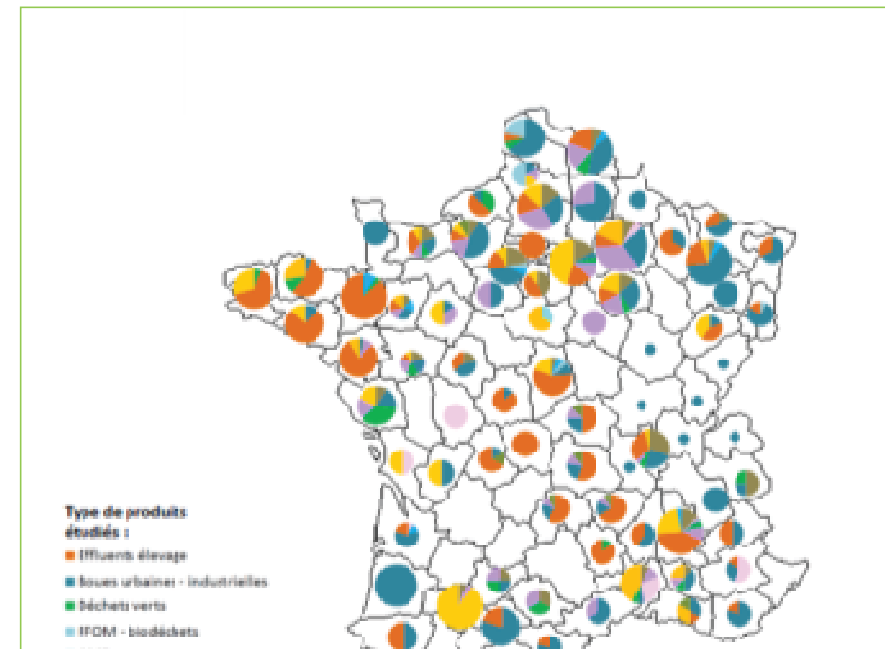 Type de produits
étudiés :
Effluents élevage
Boues urbaines - industrielles
Déchets verts
FFOM - biodéchets